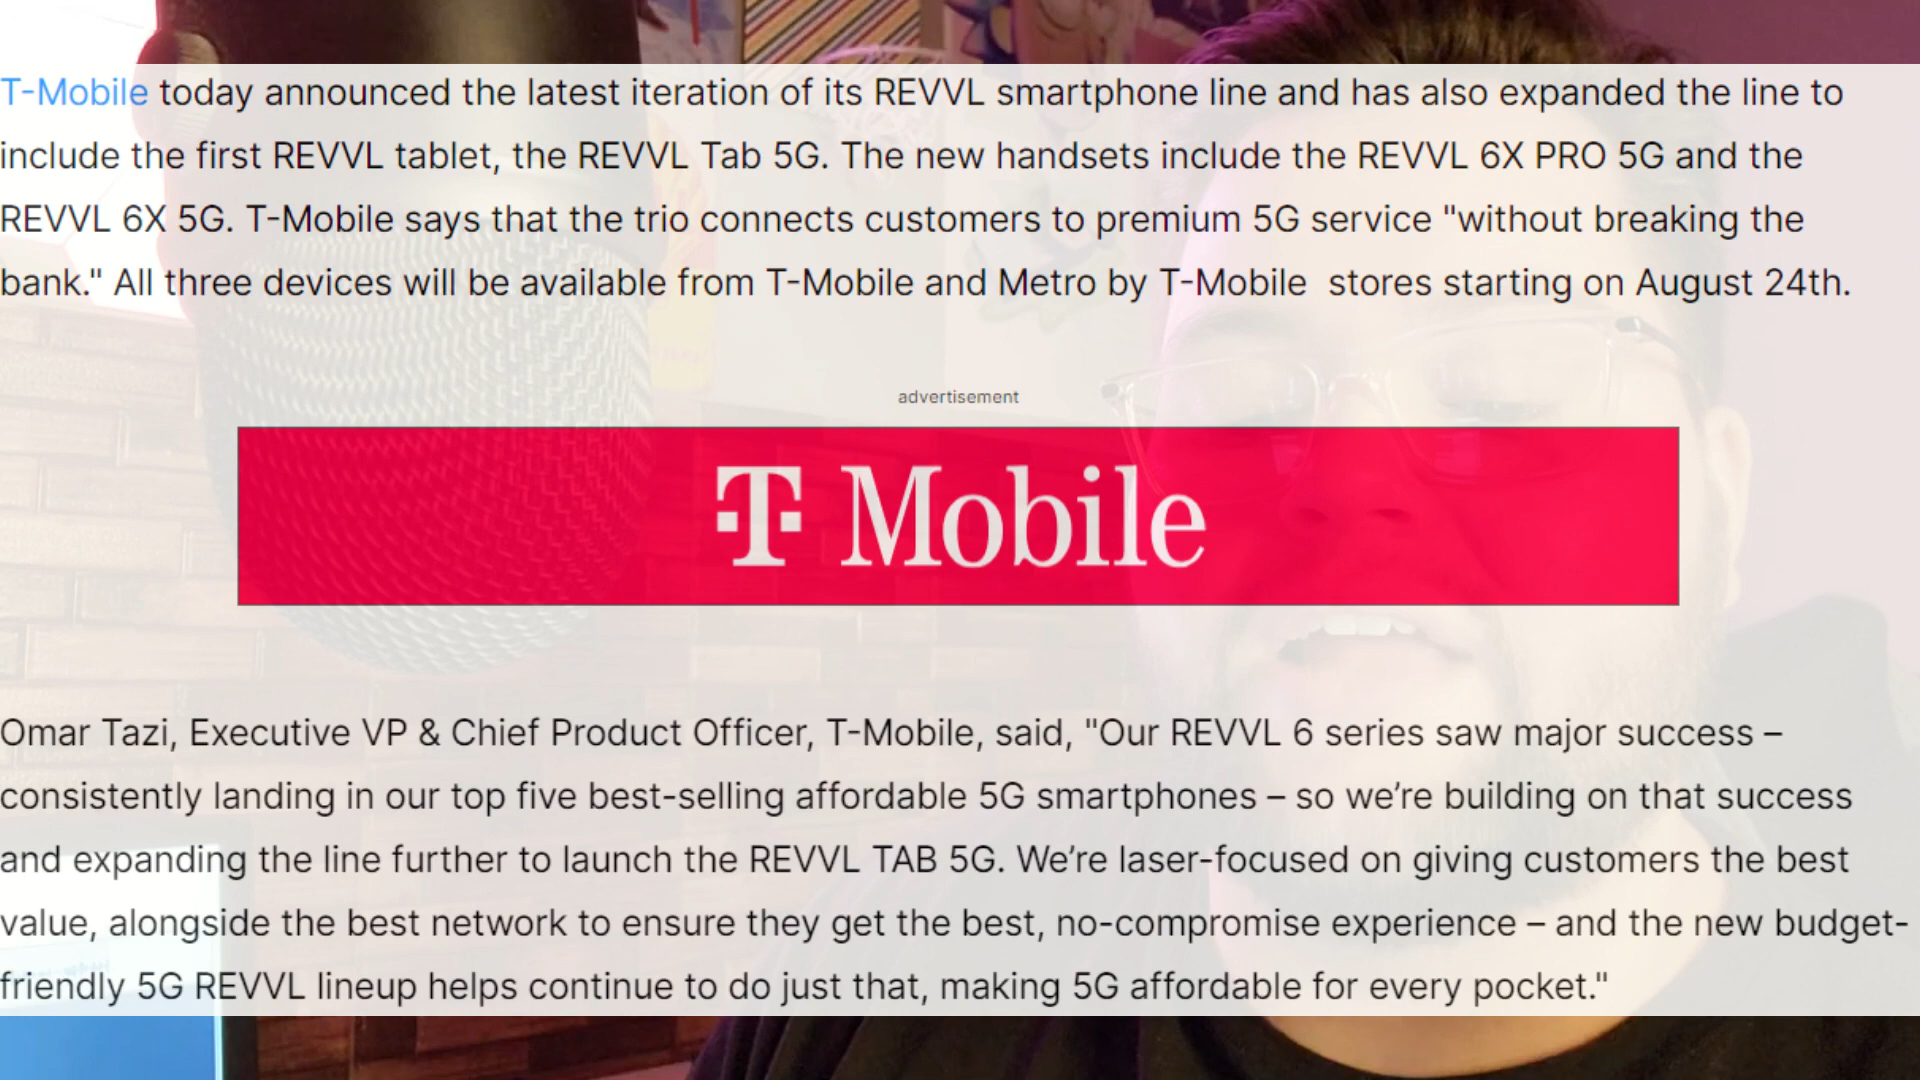 T-Mobile today announced the latest iteration of its REVVL smartphone line and has also expanded the line to
include the first REVVL tablet, the REVVL Tab 5G. The new handsets include the REVVL 6X PRO 5G and the
REVVL 6X 5G. T-Mobile says that the trio connects customers to premium 5G service "without breaking the
bank." All three devices will be available from T-Mobile and Metro by T-Mobile  stores starting on August 24th.
advertisement
T Mobile
Omar Tazi, Executive VP & Chief Product Officer, T-Mobile, said, "Our REVVL 6 series saw major success –
consistently landing in our top five best-selling affordable 5G smartphones – so we’re building on that success
and expanding the line further to launch the REVVL TAB 5G. We’re laser-focused on giving customers the best
value, alongside the best network to ensure they get the best, no-compromise experience – and the new budget-
friendly 5G REVVL lineup helps continue to do just that, making 5G affordable for every pocket."